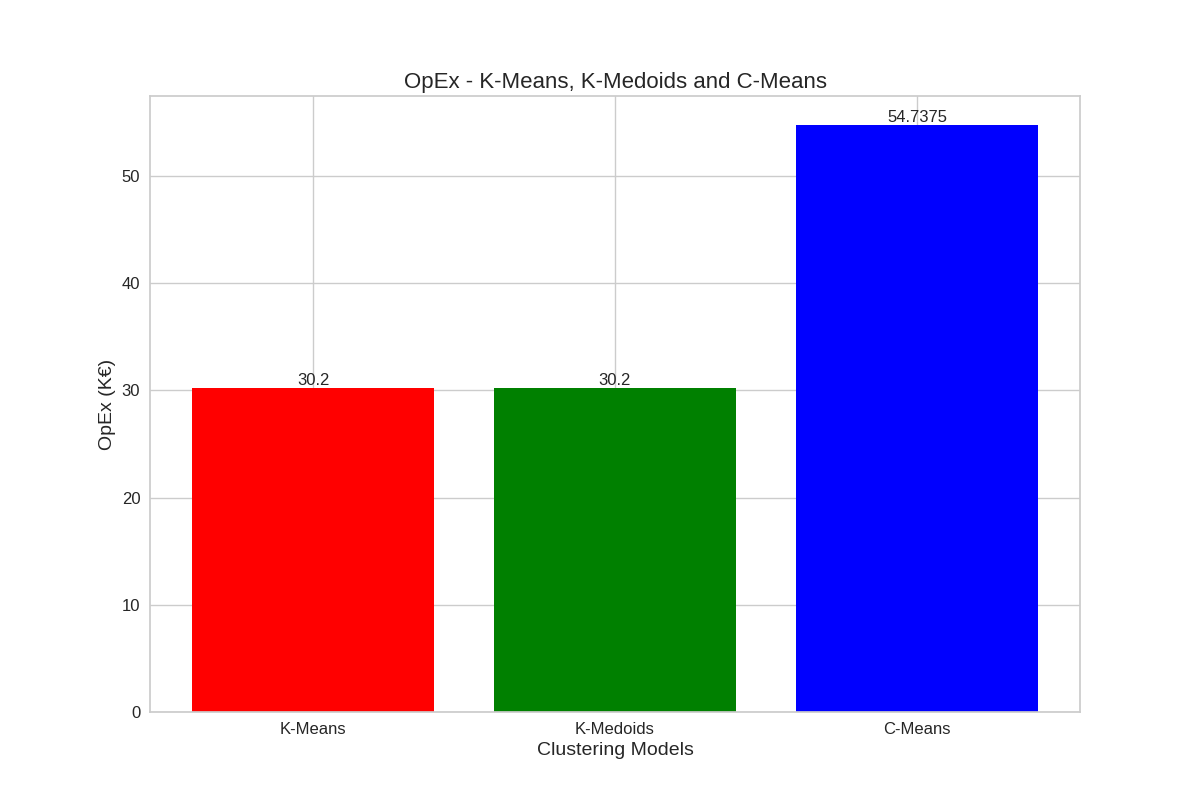 OpEx - K-Means, K-Medoids and C-Means
54.7375
50
40
30.2
30.2
30
OpEx (K€)
20
10
0
K-Means
K-Medoids
C-Means
Clustering Models